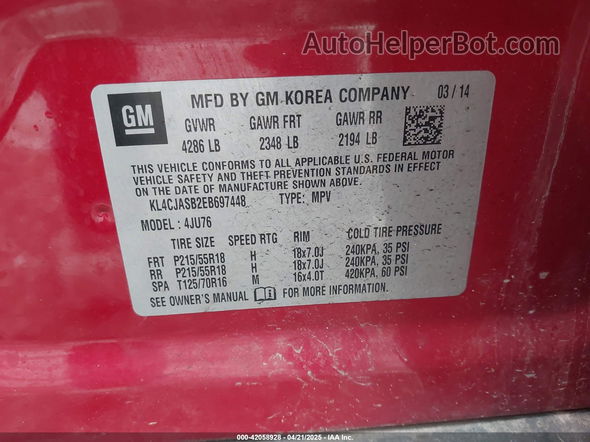 AutoHelperBot.com
GM
MFD BY GM KOREA COMPANY 03/14
GVWR GAWR FRT GAWR RR
4286 LB 2348 LB 2194 LB
THIS VEHICLE CONFORMS TO ALL APPLICABLE U.S. FEDERAL MOTOR
VEHICLE SAFETY AND THEFT PREVENTION STANDARDS IN EFFECT
ON THE DATE OF MANUFACTURE SHOWN ABOVE.
KL4CJASB2EB697448 TYPE: MPV
MODEL: 4JU76
TIRE SIZE SPEED RTG RIM COLD TIRE PRESSURE
FRT P215/55R18 H 18x7.0J 240KPA, 35 PSI
RR P215/55R18 H 18x7.0J 240KPA, 35 PSI
SPA T125/70R16 M 16x4.0T 420KPA, 60 PSI
SEE OWNER'S MANUAL FOR MORE INFORMATION.
000-42058928 - 04/21/2025 - IAA Inc.